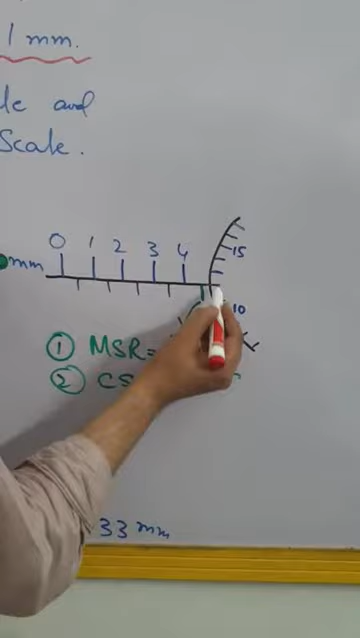 1 mm.
le and
Scale.
0 1 2 3 4
mm
15
10
① MSR=
② CS
33 mm